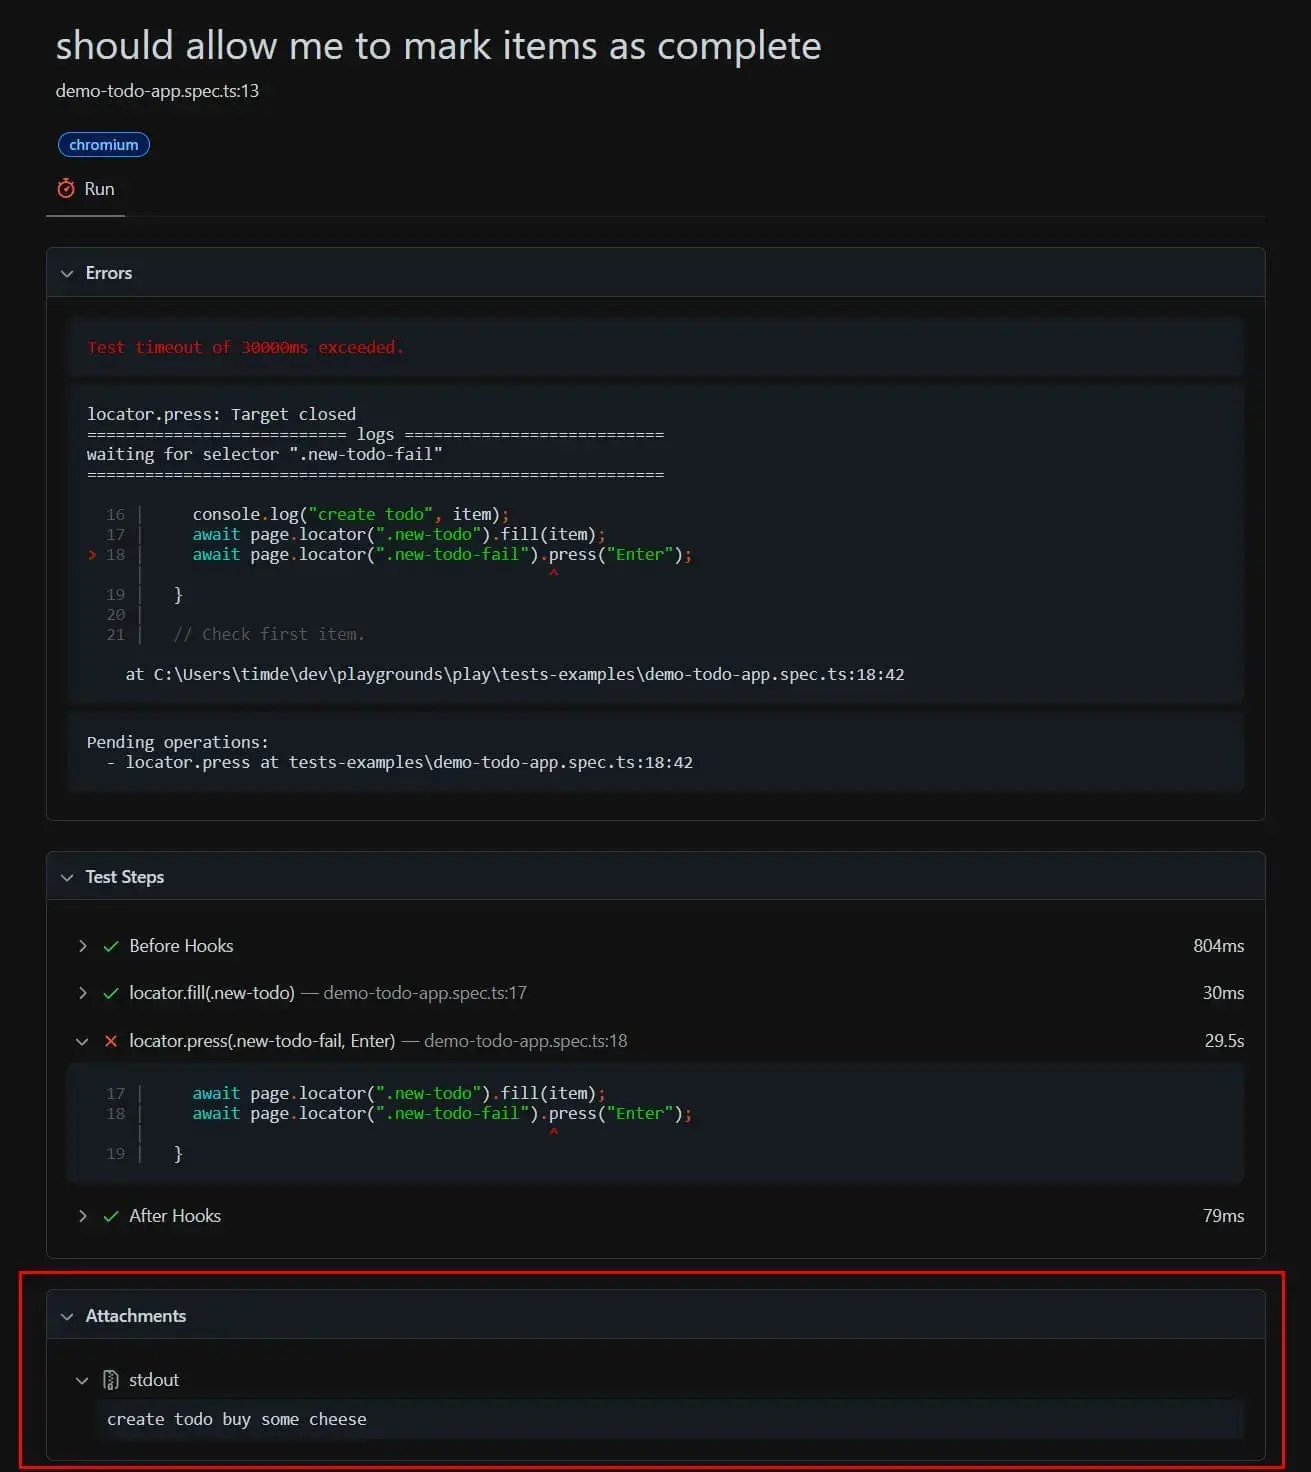 should allow me to mark items as complete
demo-todo-app.spec.ts:13
chromium
Run
Errors
Test timeout of 30000ms exceeded.
locator.press: Target closed
=========================== logs ===========================
waiting for selector ".new-todo-fail"
============================================================
16 |     console.log("create todo", item);
17 |     await page.locator(".new-todo").fill(item);
> 18 |     await page.locator(".new-todo-fail").press("Enter");
|                                          ^
19 |   }
20 |
21 |   // Check first item.
at C:\Users\timde\dev\playgrounds\play\tests-examples\demo-todo-app.spec.ts:18:42
Pending operations:
- locator.press at tests-examples\demo-todo-app.spec.ts:18:42
Test Steps
Before Hooks 804ms
locator.fill(.new-todo) — demo-todo-app.spec.ts:17 30ms
locator.press(.new-todo-fail, Enter) — demo-todo-app.spec.ts:18 29.5s
17 |     await page.locator(".new-todo").fill(item);
18 |     await page.locator(".new-todo-fail").press("Enter");
|                                          ^
19 |   }
After Hooks 79ms
Attachments
stdout
create todo buy some cheese